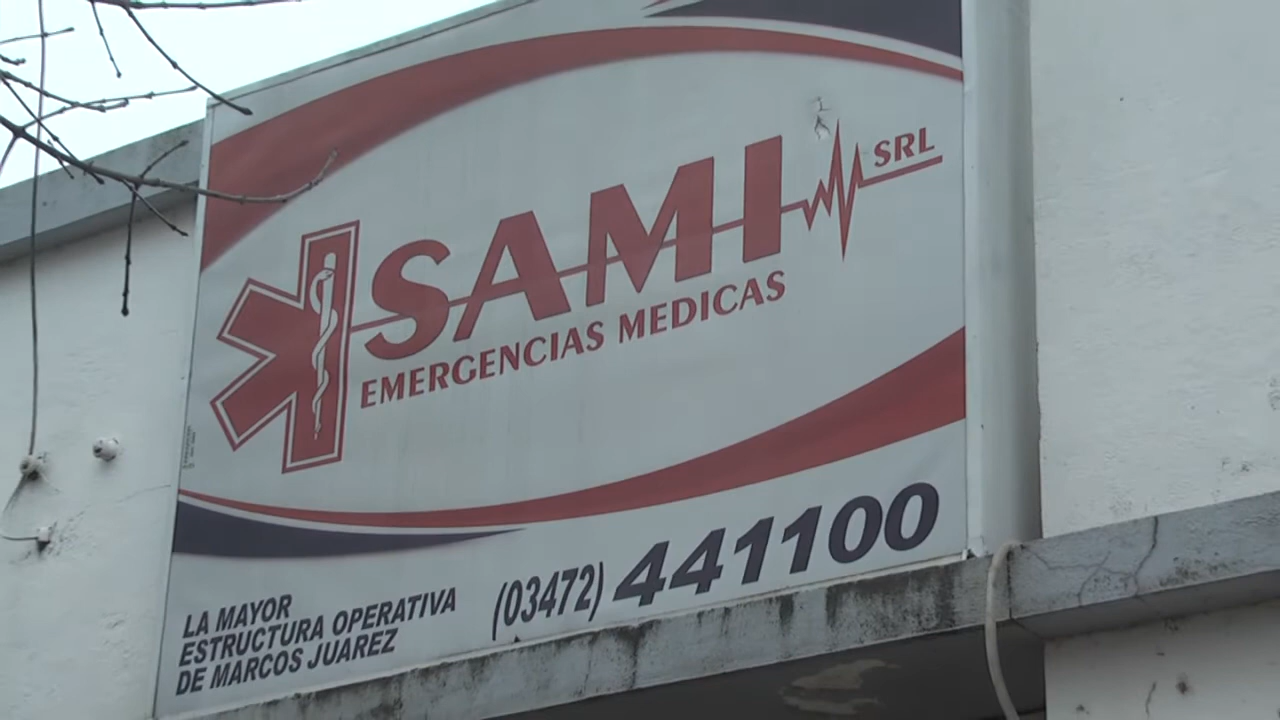 SAMI SRL
EMERGENCIAS MEDICAS
LA MAYOR
ESTRUCTURA OPERATIVA
DE MARCOS JUAREZ
(03472) 441100